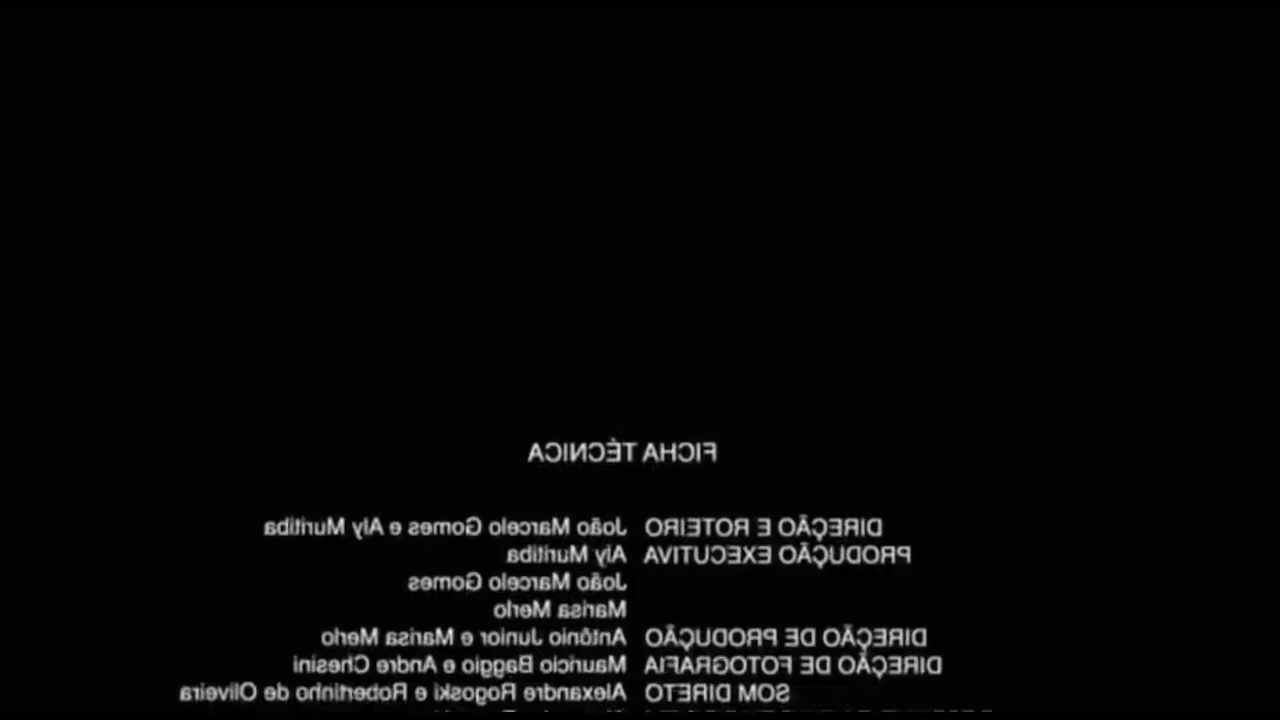 FICHA TÉCNICA
DIREÇÃO E ROTEIRO João Marcelo Gomes e Aly Muritiba
PRODUÇÃO EXECUTIVA Aly Muritiba
João Marcelo Gomes
Marisa Merlo
DIREÇÃO DE PRODUÇÃO Antônio Junior e Marisa Merlo
DIREÇÃO DE FOTOGRAFIA Mauricio Baggio e Andre Chesini
SOM DIRETO Alexandre Rogoski e Robertinho de Oliveira